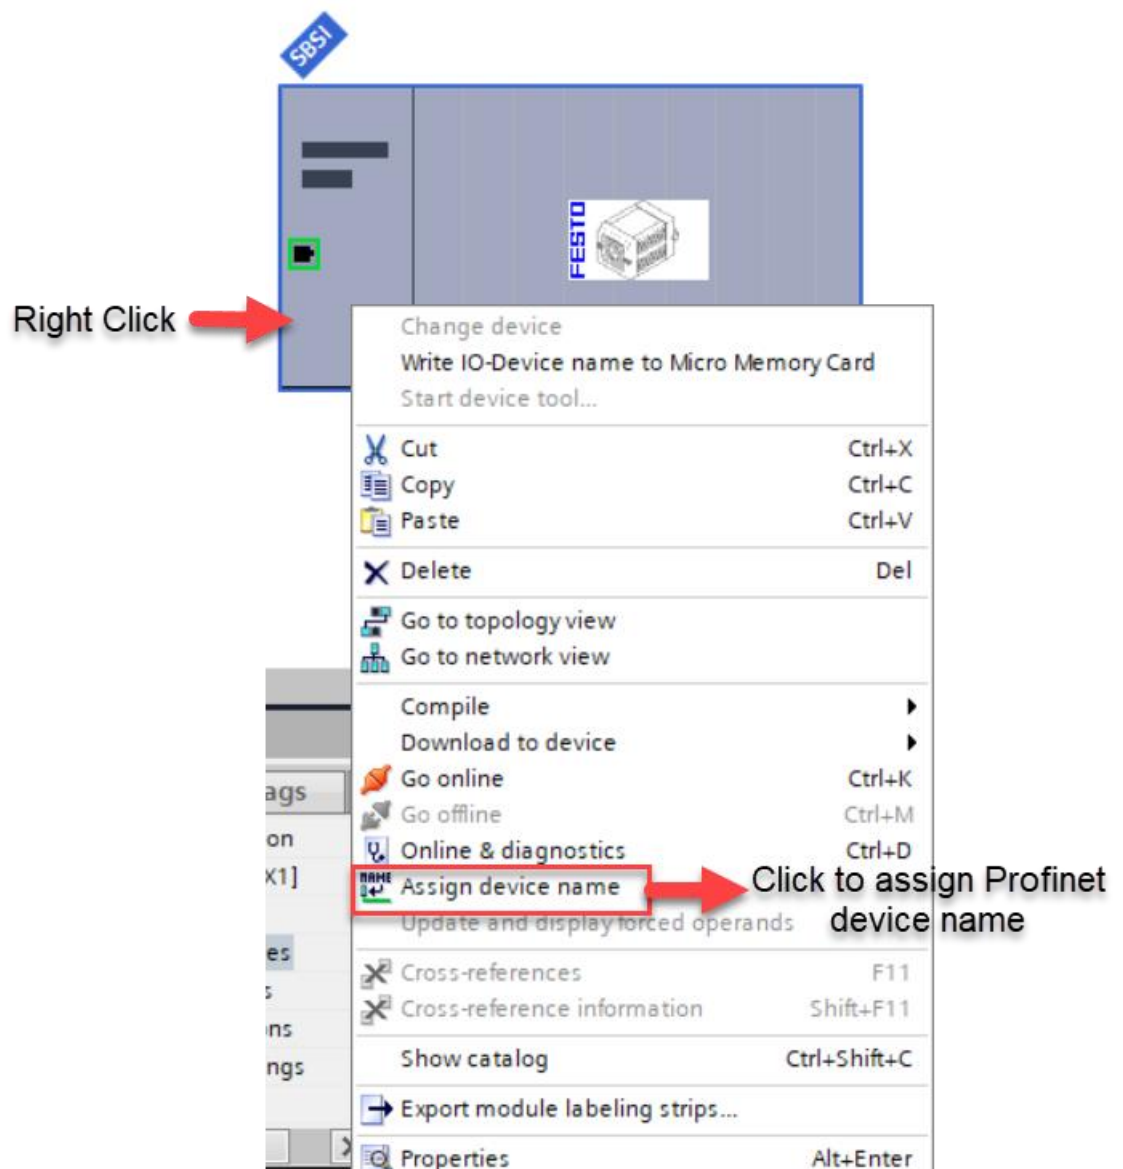 SBSI
FESTO
Right Click
Change device
Write IO-Device name to Micro Memory Card
Start device tool...
Cut Ctrl+X
Copy Ctrl+C
Paste Ctrl+V
Delete Del
Go to topology view
Go to network view
Compile
Download to device
Go online Ctrl+K
Go offline Ctrl+M
Online & diagnostics Ctrl+D
NAME
Assign device name
Click to assign Profinet
device name
Update and display forced operands
Cross-references F11
Cross-reference information Shift+F11
Show catalog Ctrl+Shift+C
Export module labeling strips...
Properties Alt+Enter
ags
on
X1]
es
s
ons
ngs